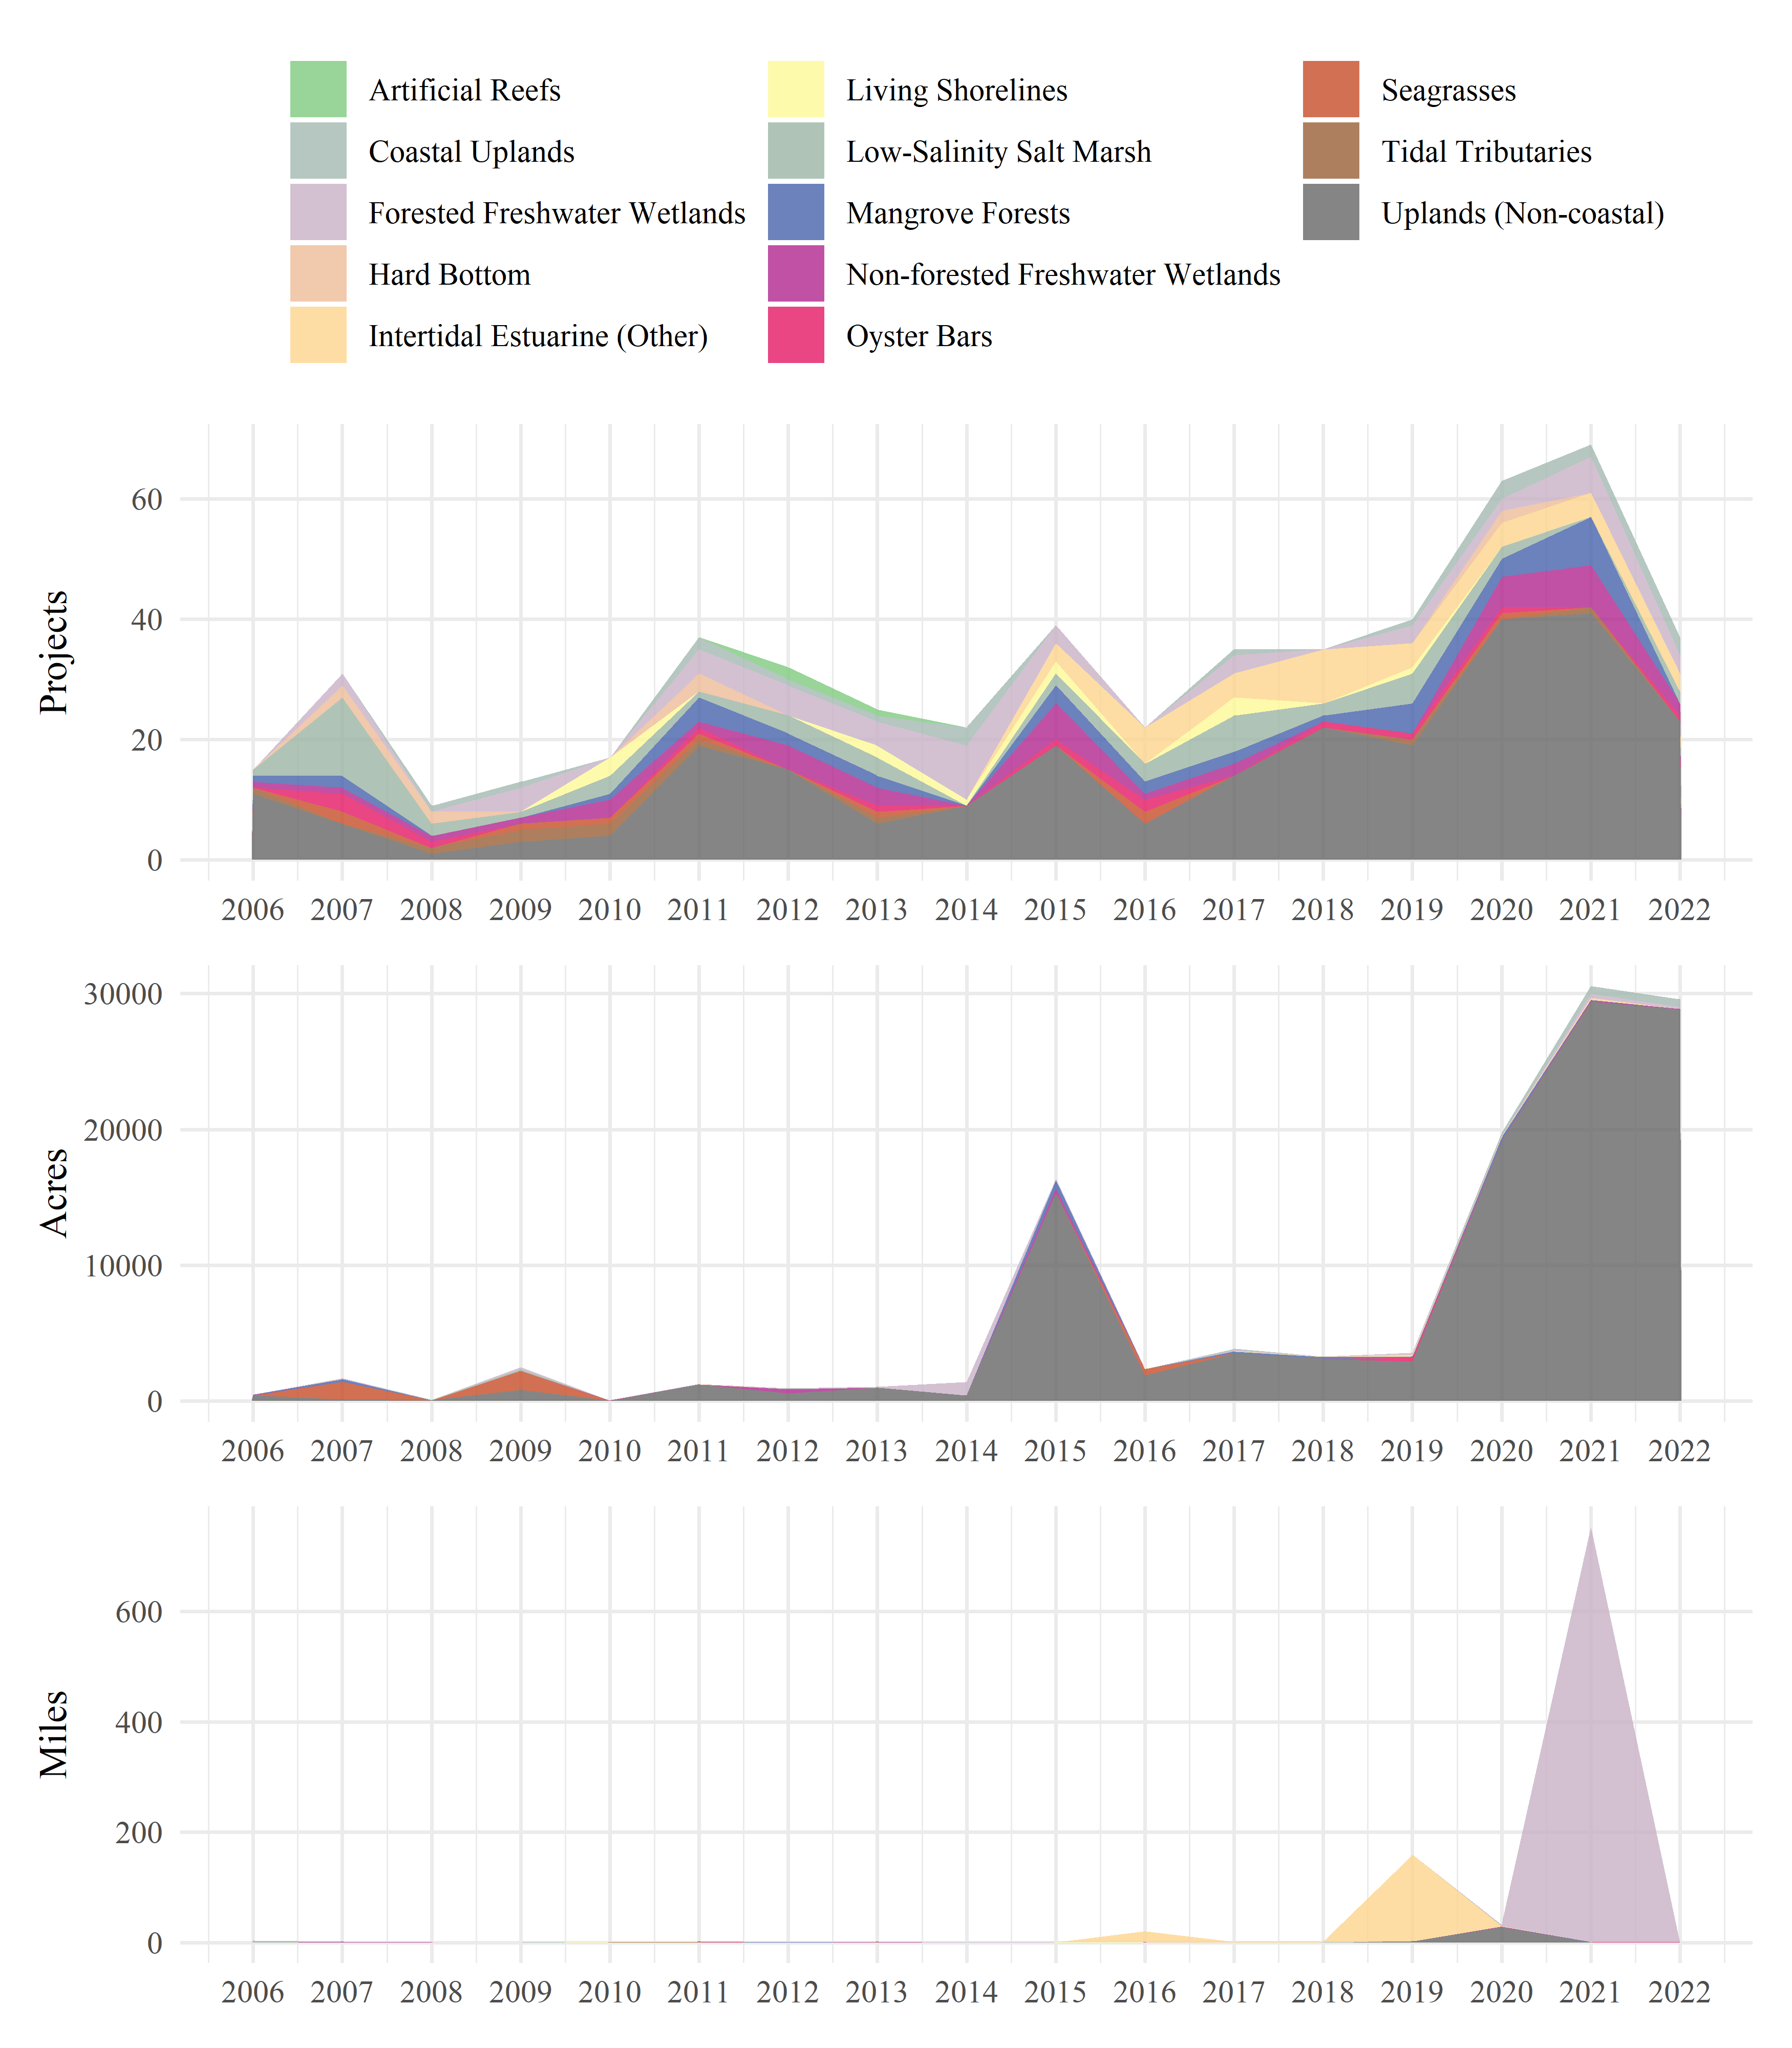 Artificial Reefs
Coastal Uplands
Forested Freshwater Wetlands
Hard Bottom
Intertidal Estuarine (Other)
Living Shorelines
Low-Salinity Salt Marsh
Mangrove Forests
Non-forested Freshwater Wetlands
Oyster Bars
Seagrasses
Tidal Tributaries
Uplands (Non-coastal)
Projects
60
40
20
0
2006 2007 2008 2009 2010 2011 2012 2013 2014 2015 2016 2017 2018 2019 2020 2021 2022
Acres
30000
20000
10000
0
2006 2007 2008 2009 2010 2011 2012 2013 2014 2015 2016 2017 2018 2019 2020 2021 2022
Miles
600
400
200
0
2006 2007 2008 2009 2010 2011 2012 2013 2014 2015 2016 2017 2018 2019 2020 2021 2022